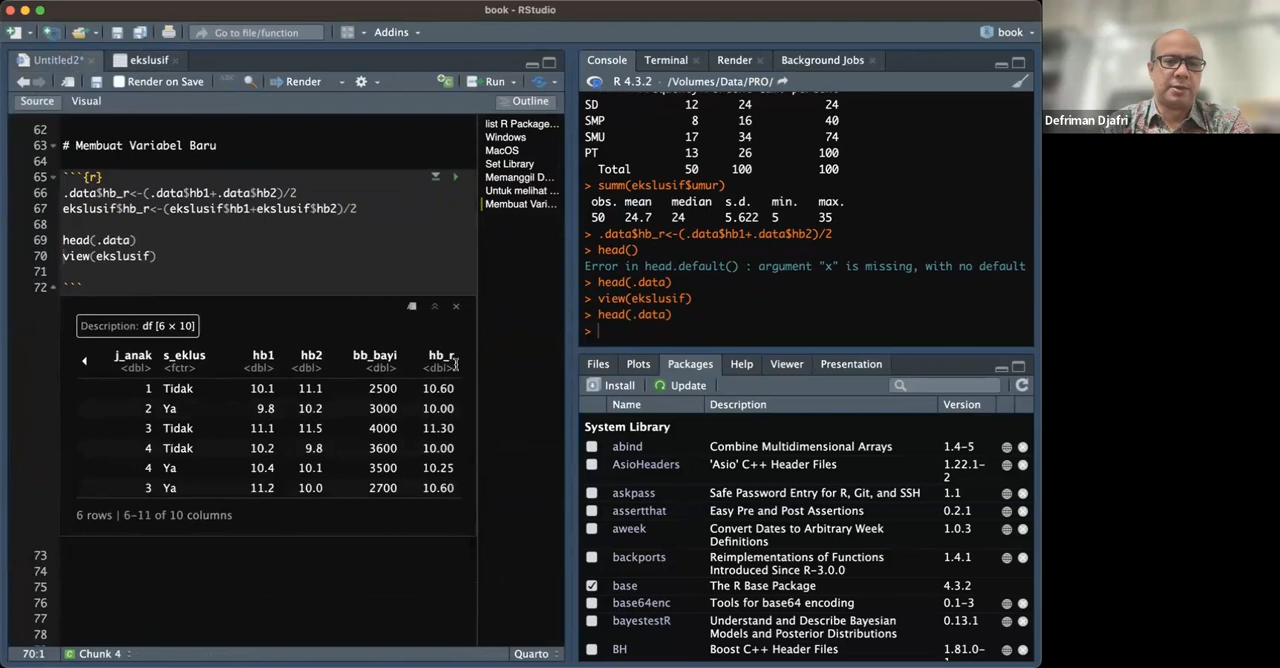 book - RStudio
Go to file/function
Addins
book
Untitled2*
ekslusif
Render on Save
ABC
Render
Run
Source
Visual
Outline
62
63 # Membuat Variabel Baru
64
65 ```{r}
66 .data$hb_r<-(.data$hb1+.data$hb2)/2
67 ekslusif$hb_r<-(ekslusif$hb1+ekslusif$hb2)/2
68
69 head(.data)
70 view(ekslusif)
71
72 ```
Description: df [6 × 10]
j_anak s_eklus hb1 hb2 bb_bayi hb_r
<dbl> <fctr> <dbl> <dbl> <dbl> <dbl>
1 Tidak 10.1 11.1 2500 10.60
2 Ya 9.8 10.2 3000 10.00
3 Tidak 11.1 11.5 4000 11.30
4 Tidak 10.2 9.8 3600 10.00
4 Ya 10.4 10.1 3500 10.25
3 Ya 11.2 10.0 2700 10.60
6 rows | 6-11 of 10 columns
73
74
75
76
77
78
70:1
Chunk 4
Quarto
list R Package...
Windows
MacOS
Set Library
Memanggil D...
Untuk melihat ...
Membuat Vari...
Console
Terminal
Render
Background Jobs
R 4.3.2 · /Volumes/Data/PRO/
SD 12 24 24
SMP 8 16 40
SMU 17 34 74
PT 13 26 100
Total 50 100 100
> summ(ekslusif$umur)
obs. mean median s.d. min. max.
50 24.7 24 5.622 5 35
> .data$hb_r<-(.data$hb1+.data$hb2)/2
> head()
Error in head.default() : argument "x" is missing, with no default
> head(.data)
> view(ekslusif)
> head(.data)
>
Files
Plots
Packages
Help
Viewer
Presentation
Install
Update
Name Description Version
System Library
abind Combine Multidimensional Arrays 1.4-5
AsioHeaders 'Asio' C++ Header Files 1.22.1-
2
askpass Safe Password Entry for R, Git, and SSH 1.1
assertthat Easy Pre and Post Assertions 0.2.1
aweek Convert Dates to Arbitrary Week 1.0.3
Definitions
backports Reimplementations of Functions 1.4.1
Introduced Since R-3.0.0
base The R Base Package 4.3.2
base64enc Tools for base64 encoding 0.1-3
bayestestR Understand and Describe Bayesian 0.13.1
Models and Posterior Distributions
BH Boost C++ Header Files 1.81.0-
Defriman Djafri